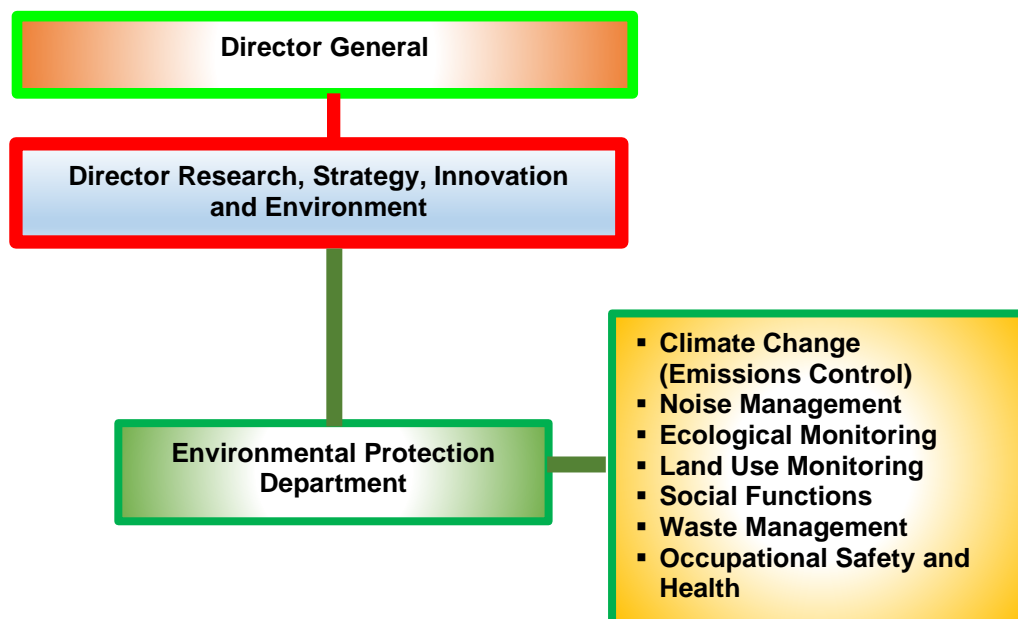 Director General
Director Research, Strategy, Innovation
and Environment
Environmental Protection
Department
▪ Climate Change
(Emissions Control)
▪ Noise Management
▪ Ecological Monitoring
▪ Land Use Monitoring
▪ Social Functions
▪ Waste Management
▪ Occupational Safety and
Health